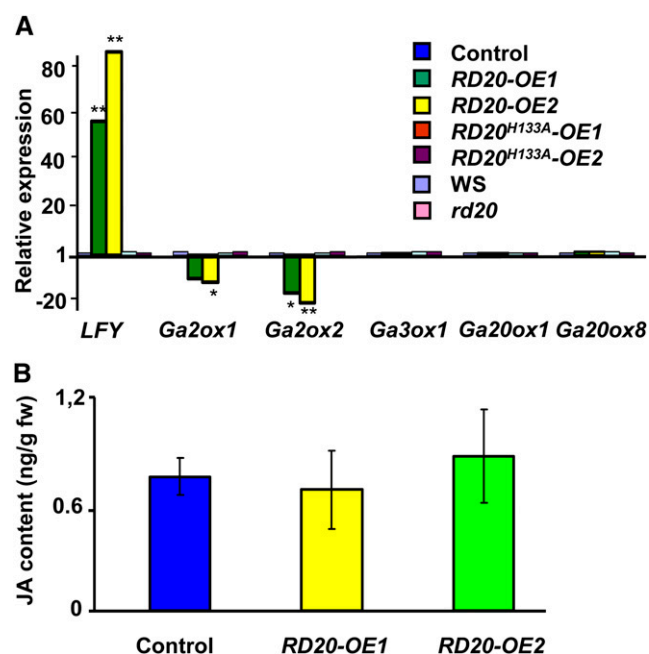 A
Relative expression
80
60
40
20
1
-20
**
**
*
*
**
Control
RD20-OE1
RD20-OE2
RD20H133A-OE1
RD20H133A-OE2
WS
rd20
LFY Ga2ox1 Ga2ox2 Ga3ox1 Ga20ox1 Ga20ox8
B
JA content (ng/g fw)
1,2
0.6
0
Control RD20-OE1 RD20-OE2